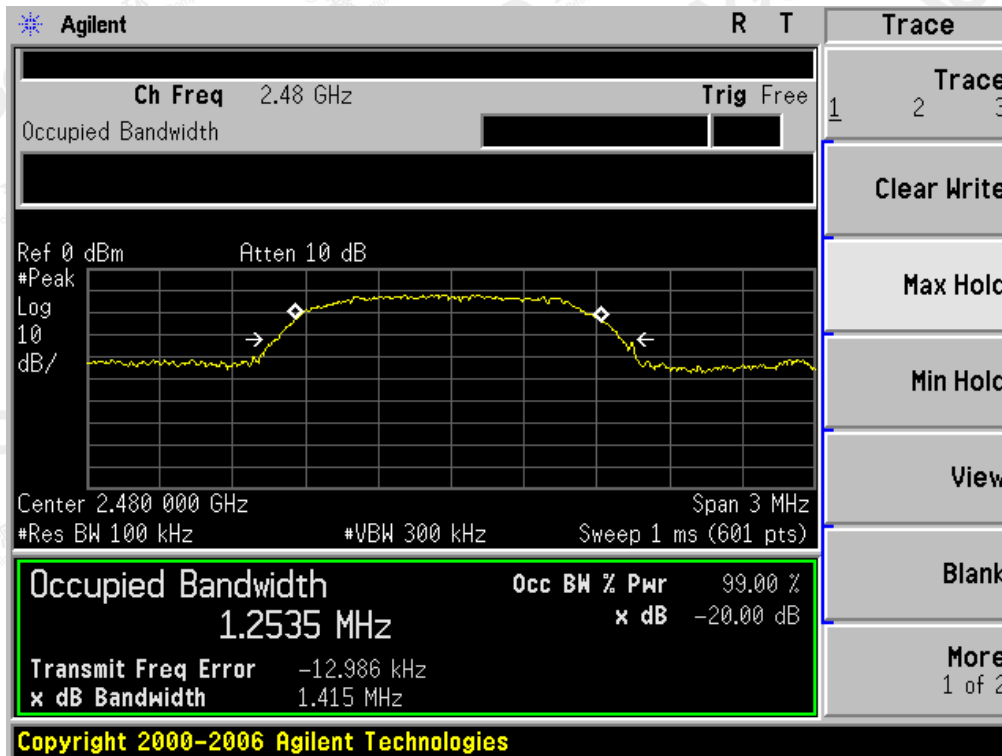 Agilent R T Trace
Ch Freq 2.48 GHz Trig Free
Occupied Bandwidth
Trace
1 2 3
Clear Write
Max Hold
Min Hold
View
Blank
More
1 of 2
Ref 0 dBm Atten 10 dB
#Peak
Log
10
dB/
Center 2.480 000 GHz Span 3 MHz
#Res BW 100 kHz #VBW 300 kHz Sweep 1 ms (601 pts)
Occupied Bandwidth
1.2535 MHz
Occ BW % Pwr 99.00 %
x dB -20.00 dB
Transmit Freq Error -12.986 kHz
x dB Bandwidth 1.415 MHz
Copyright 2000-2006 Agilent Technologies